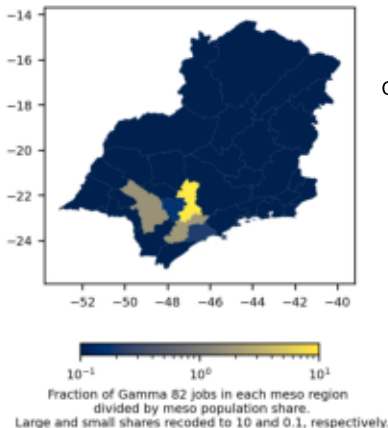 −14
−16
−18
−20
−22
−24
−52 −50 −48 −46 −44 −42 −40
10⁻¹ 10⁰ 10¹
Fraction of Gamma 82 jobs in each meso region
divided by meso population share.
Large and small shares recoded to 10 and 0.1, respectively